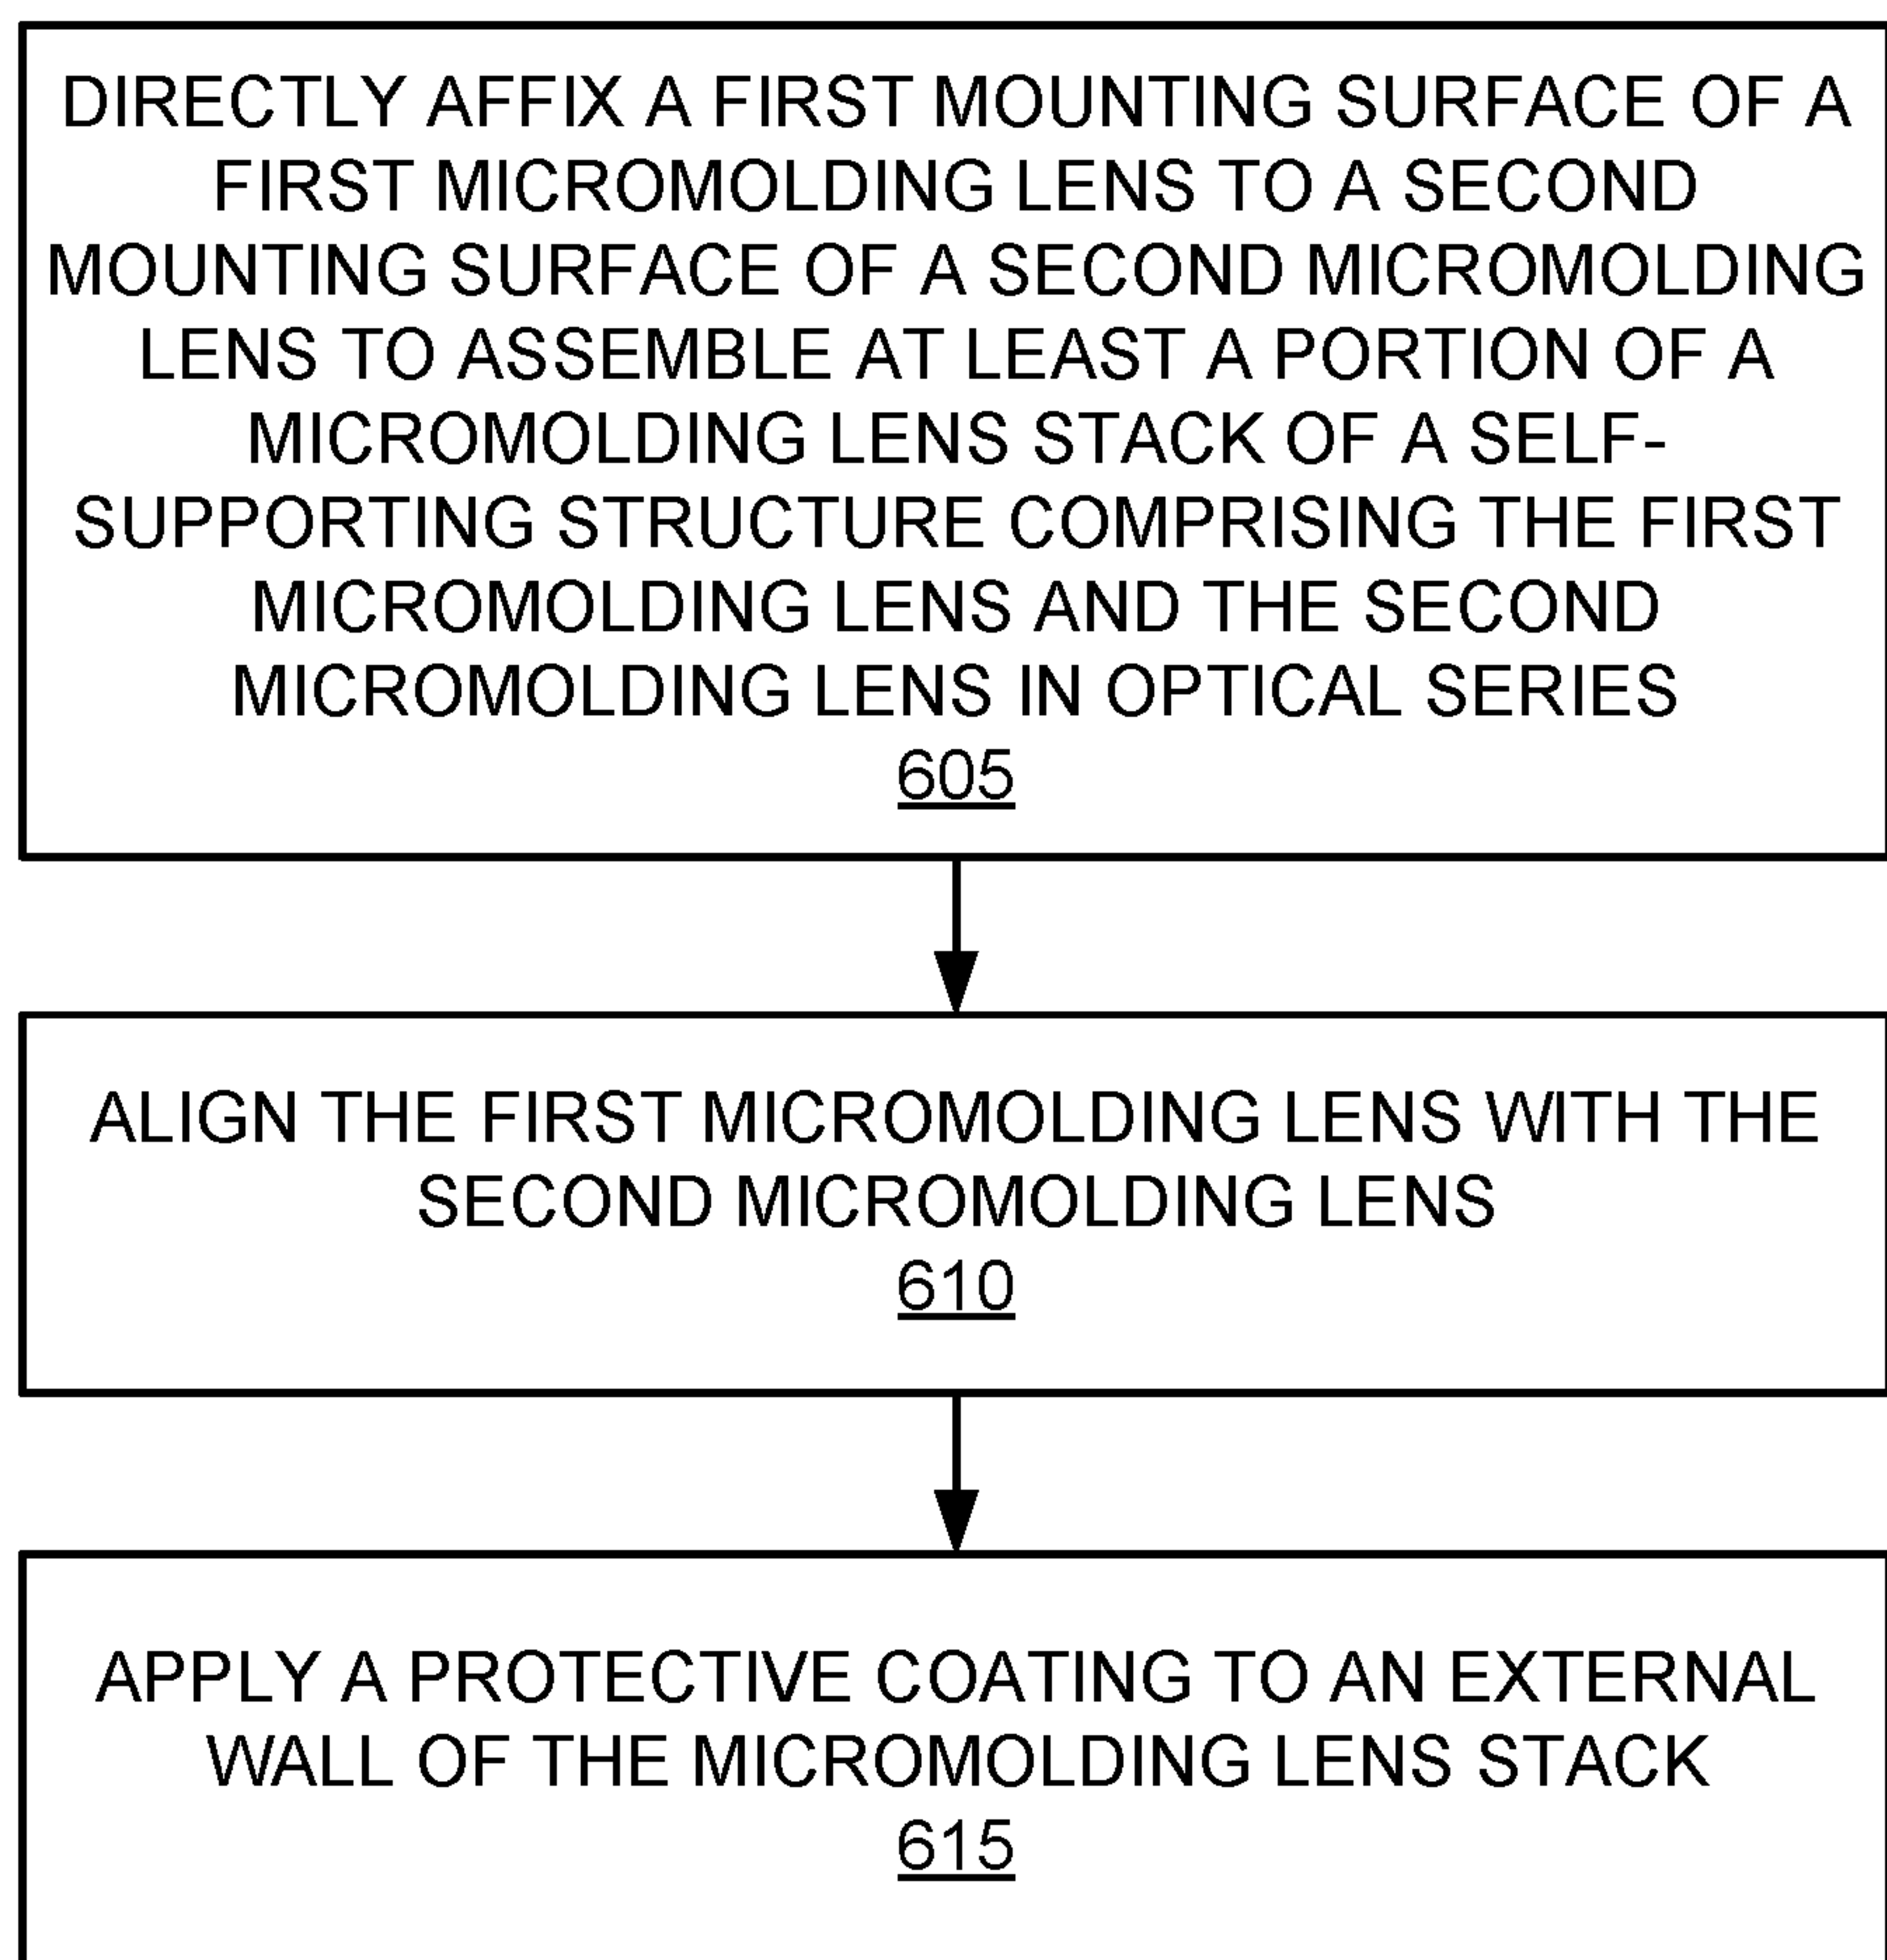 DIRECTLY AFFIX A FIRST MOUNTING SURFACE OF A
FIRST MICROMOLDING LENS TO A SECOND
MOUNTING SURFACE OF A SECOND MICROMOLDING
LENS TO ASSEMBLE AT LEAST A PORTION OF A
MICROMOLDING LENS STACK OF A SELF-
SUPPORTING STRUCTURE COMPRISING THE FIRST
MICROMOLDING LENS AND THE SECOND
MICROMOLDING LENS IN OPTICAL SERIES
605
ALIGN THE FIRST MICROMOLDING LENS WITH THE
SECOND MICROMOLDING LENS
610
APPLY A PROTECTIVE COATING TO AN EXTERNAL
WALL OF THE MICROMOLDING LENS STACK
615